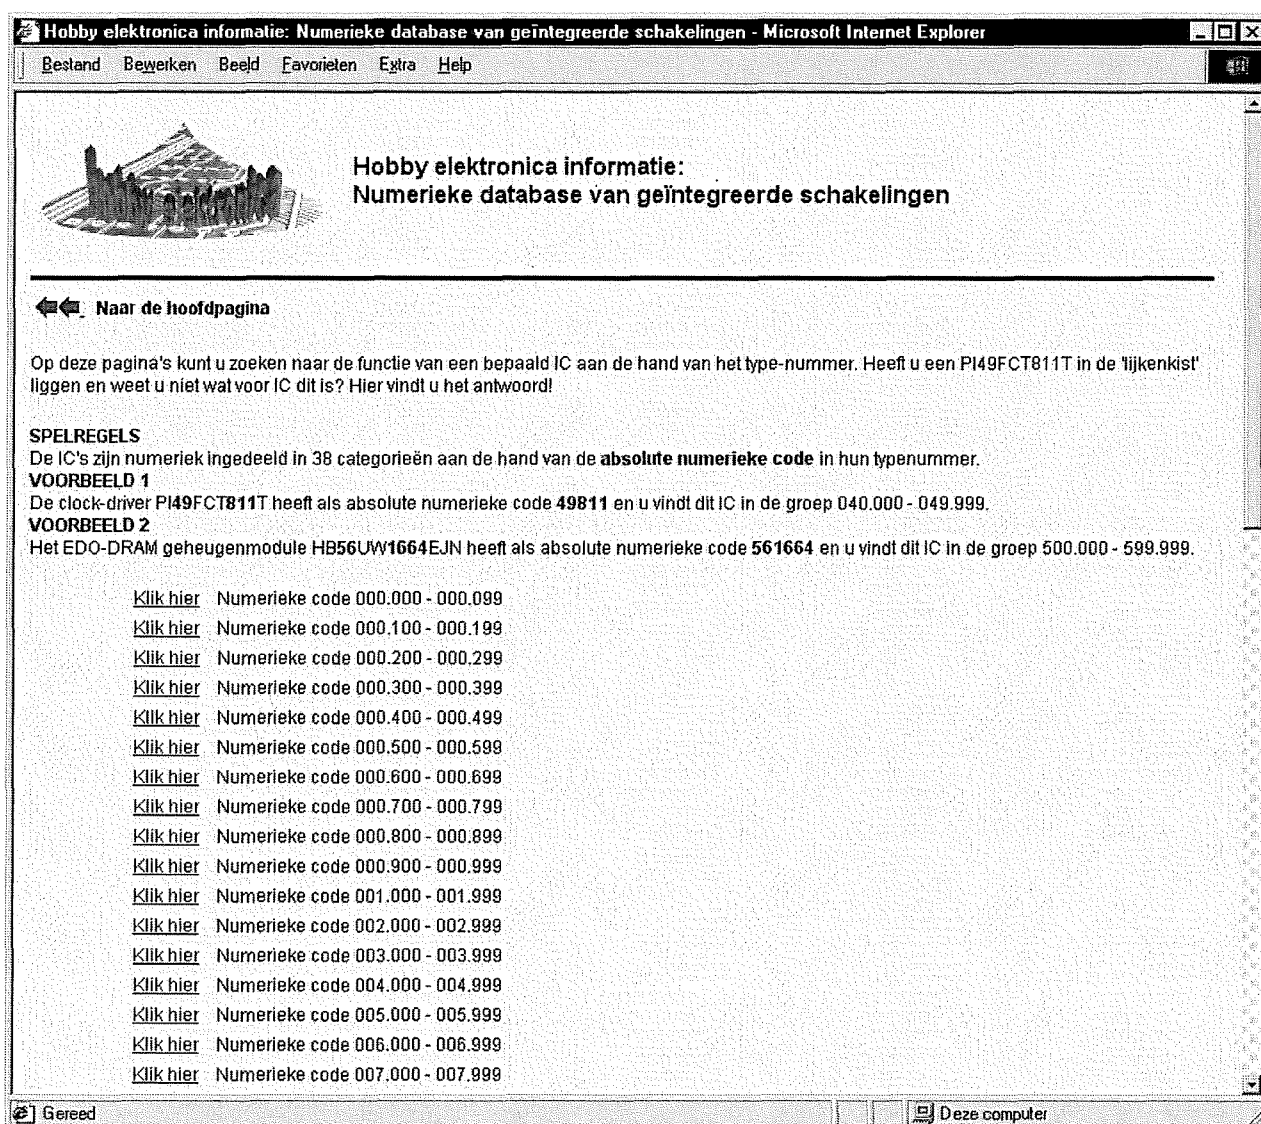 Hobby elektronica informatie: Numerieke database van geïntegreerde schakelingen - Microsoft Internet Explorer
Bestand Bewerken Beeld Favorieten Extra Help
Hobby elektronica informatie:
Numerieke database van geïntegreerde schakelingen
Naar de hoofdpagina
Op deze pagina's kunt u zoeken naar de functie van een bepaald IC aan de hand van het type-nummer. Heeft u een PI49FCT811T in de 'lijkenkist'
liggen en weet u niet wat voor IC dit is? Hier vindt u het antwoord!
SPELREGELS
De IC's zijn numeriek ingedeeld in 38 categorieën aan de hand van de absolute numerieke code in hun typenummer.
VOORBEELD 1
De clock-driver PI49FCT811T heeft als absolute numerieke code 49811 en u vindt dit IC in de groep 040.000 - 049.999.
VOORBEELD 2
Het EDO-DRAM geheugenmodule HB56UW1664EJN heeft als absolute numerieke code 561664 en u vindt dit IC in de groep 500.000 - 599.999.
Klik hier Numerieke code 000.000 - 000.099
Klik hier Numerieke code 000.100 - 000.199
Klik hier Numerieke code 000.200 - 000.299
Klik hier Numerieke code 000.300 - 000.399
Klik hier Numerieke code 000.400 - 000.499
Klik hier Numerieke code 000.500 - 000.599
Klik hier Numerieke code 000.600 - 000.699
Klik hier Numerieke code 000.700 - 000.799
Klik hier Numerieke code 000.800 - 000.899
Klik hier Numerieke code 000.900 - 000.999
Klik hier Numerieke code 001.000 - 001.999
Klik hier Numerieke code 002.000 - 002.999
Klik hier Numerieke code 003.000 - 003.999
Klik hier Numerieke code 004.000 - 004.999
Klik hier Numerieke code 005.000 - 005.999
Klik hier Numerieke code 006.000 - 006.999
Klik hier Numerieke code 007.000 - 007.999
Gereed Deze computer